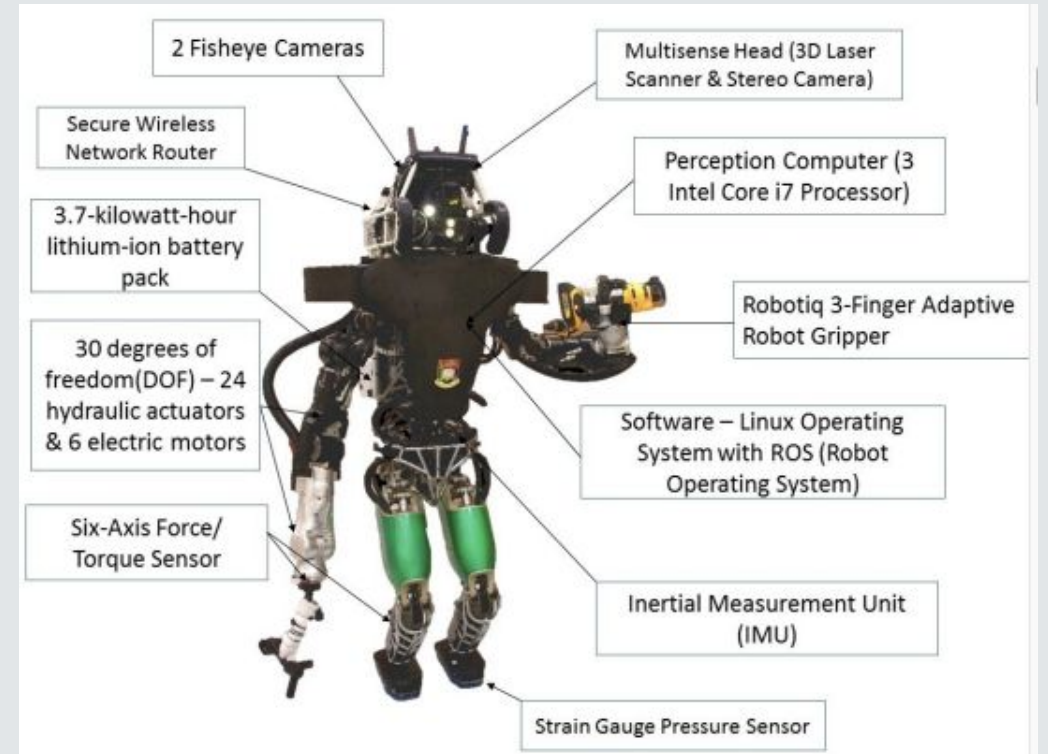 2 Fisheye Cameras
Multisense Head (3D Laser
Scanner & Stereo Camera)
Secure Wireless
Network Router
Perception Computer (3
Intel Core i7 Processor)
3.7-kilowatt-hour
lithium-ion battery
pack
Robotiq 3-Finger Adaptive
Robot Gripper
30 degrees of
freedom(DOF) – 24
hydraulic actuators
& 6 electric motors
Software – Linux Operating
System with ROS (Robot
Operating System)
Six-Axis Force/
Torque Sensor
Inertial Measurement Unit
(IMU)
Strain Gauge Pressure Sensor